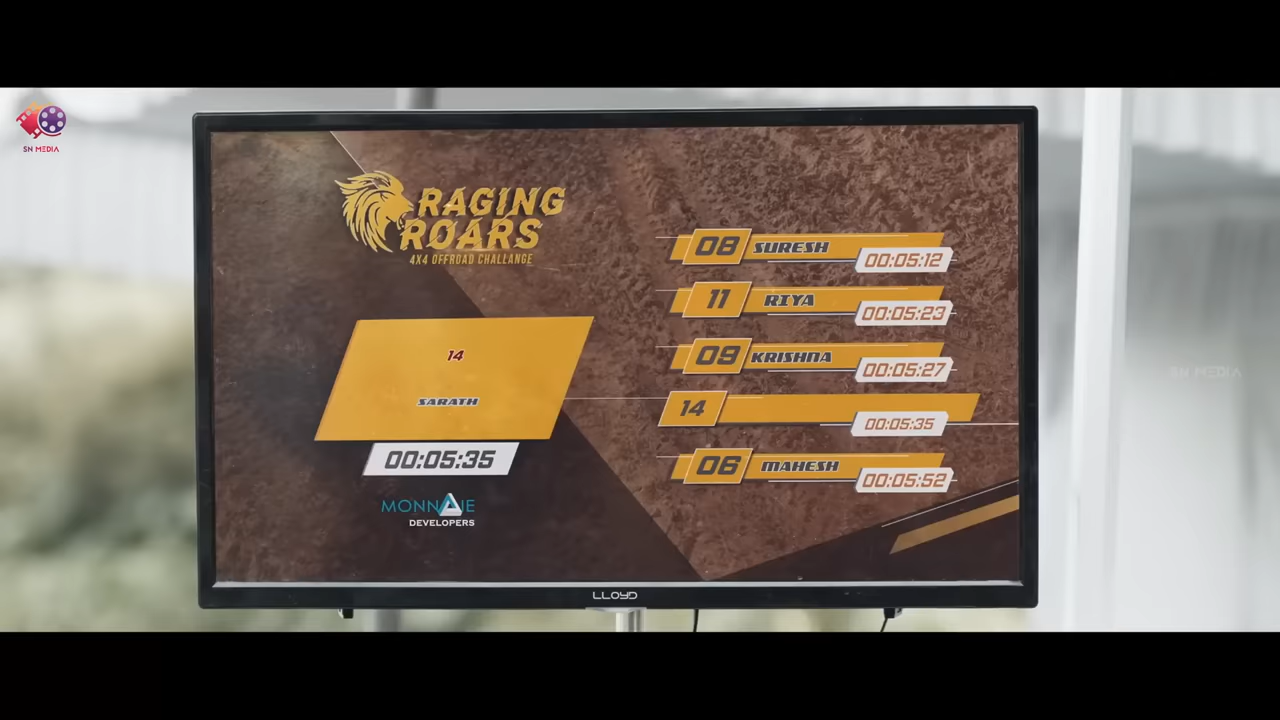 SN MEDIA
RAGING
ROARS
4X4 OFFROAD CHALLANGE
14
SARATH
00:05:35
MONNAIE
DEVELOPERS
08 SURESH 00:05:12
11 RIYA 00:05:23
09 KRISHNA 00:05:27
14 00:05:35
06 MAHESH 00:05:52
SN MEDIA
LLOYD